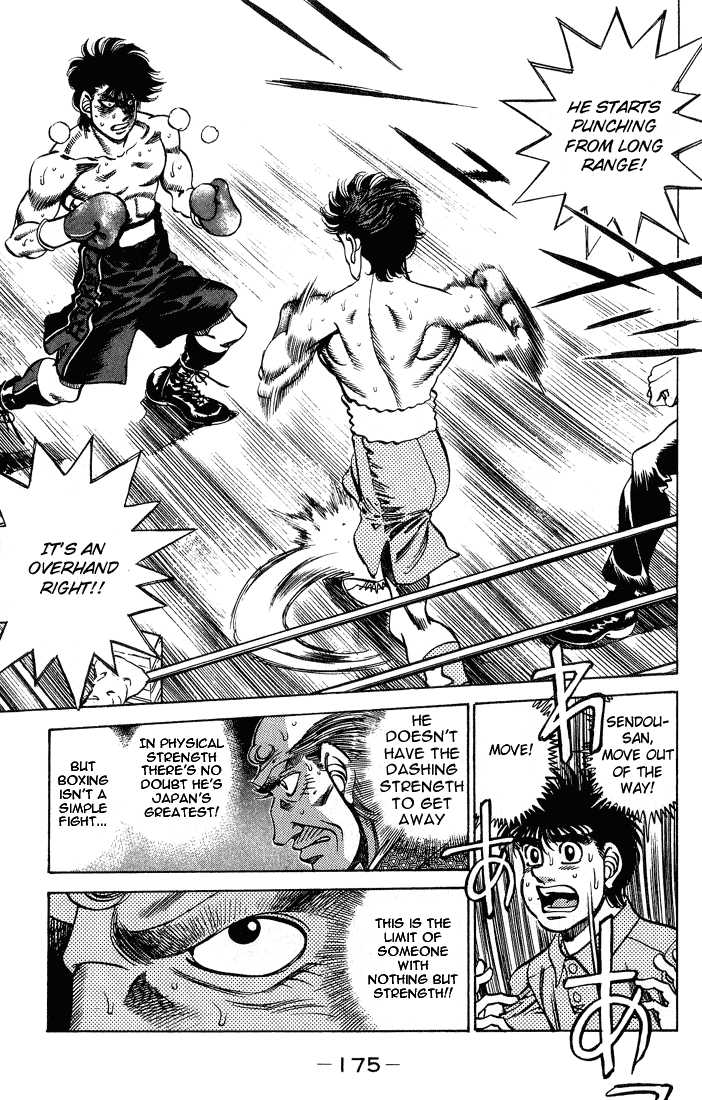 HE STARTS
PUNCHING
FROM LONG
RANGE!
IT'S AN
OVERHAND
RIGHT!!
SENDOU-
SAN,
MOVE OUT
OF THE
WAY!
MOVE!
わ
あ
あ
HE
DOESN'T
HAVE THE
DASHING
STRENGTH
TO GET
AWAY
IN PHYSICAL
STRENGTH
THERE'S NO
DOUBT HE'S
JAPAN'S
GREATEST!
BUT
BOXING
ISN'T A
SIMPLE
FIGHT...
THIS IS THE
LIMIT OF
SOMEONE
WITH
NOTHING BUT
STRENGTH!!
-175-